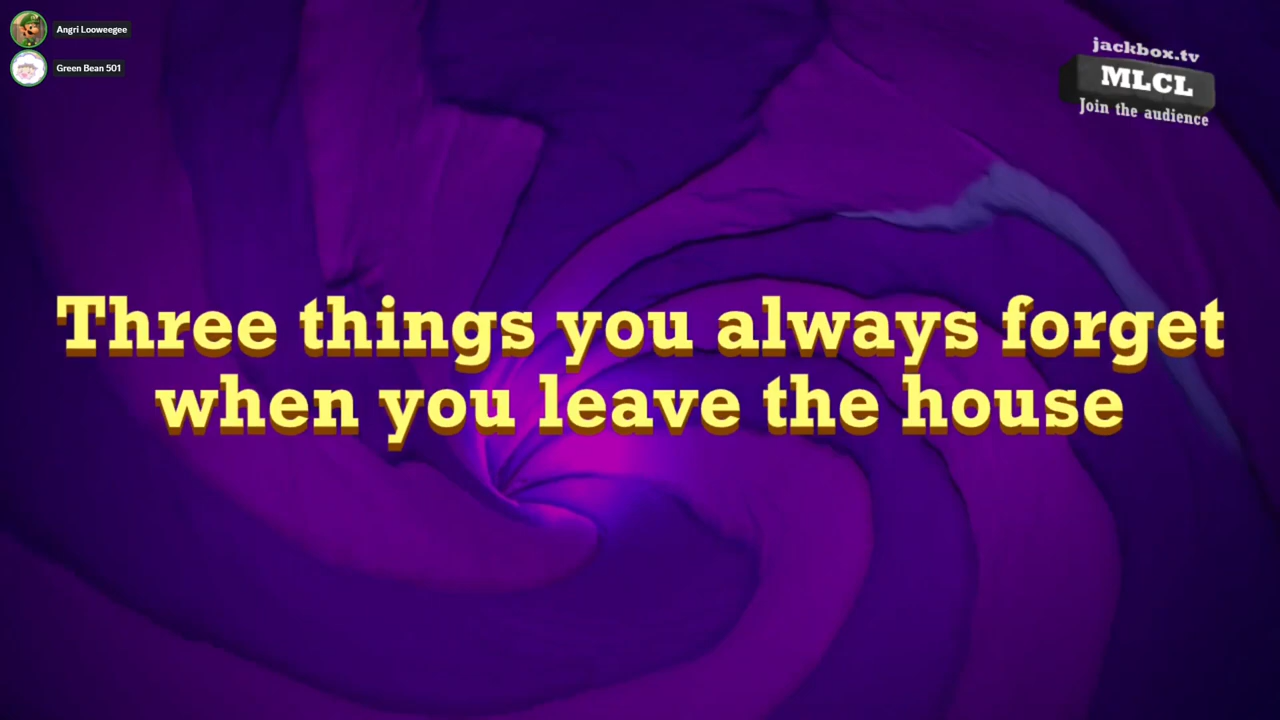 Angri Looweegee
Green Bean 501
jackbox.tv
MLCL
Join the audience
Three things you always forget
when you leave the house